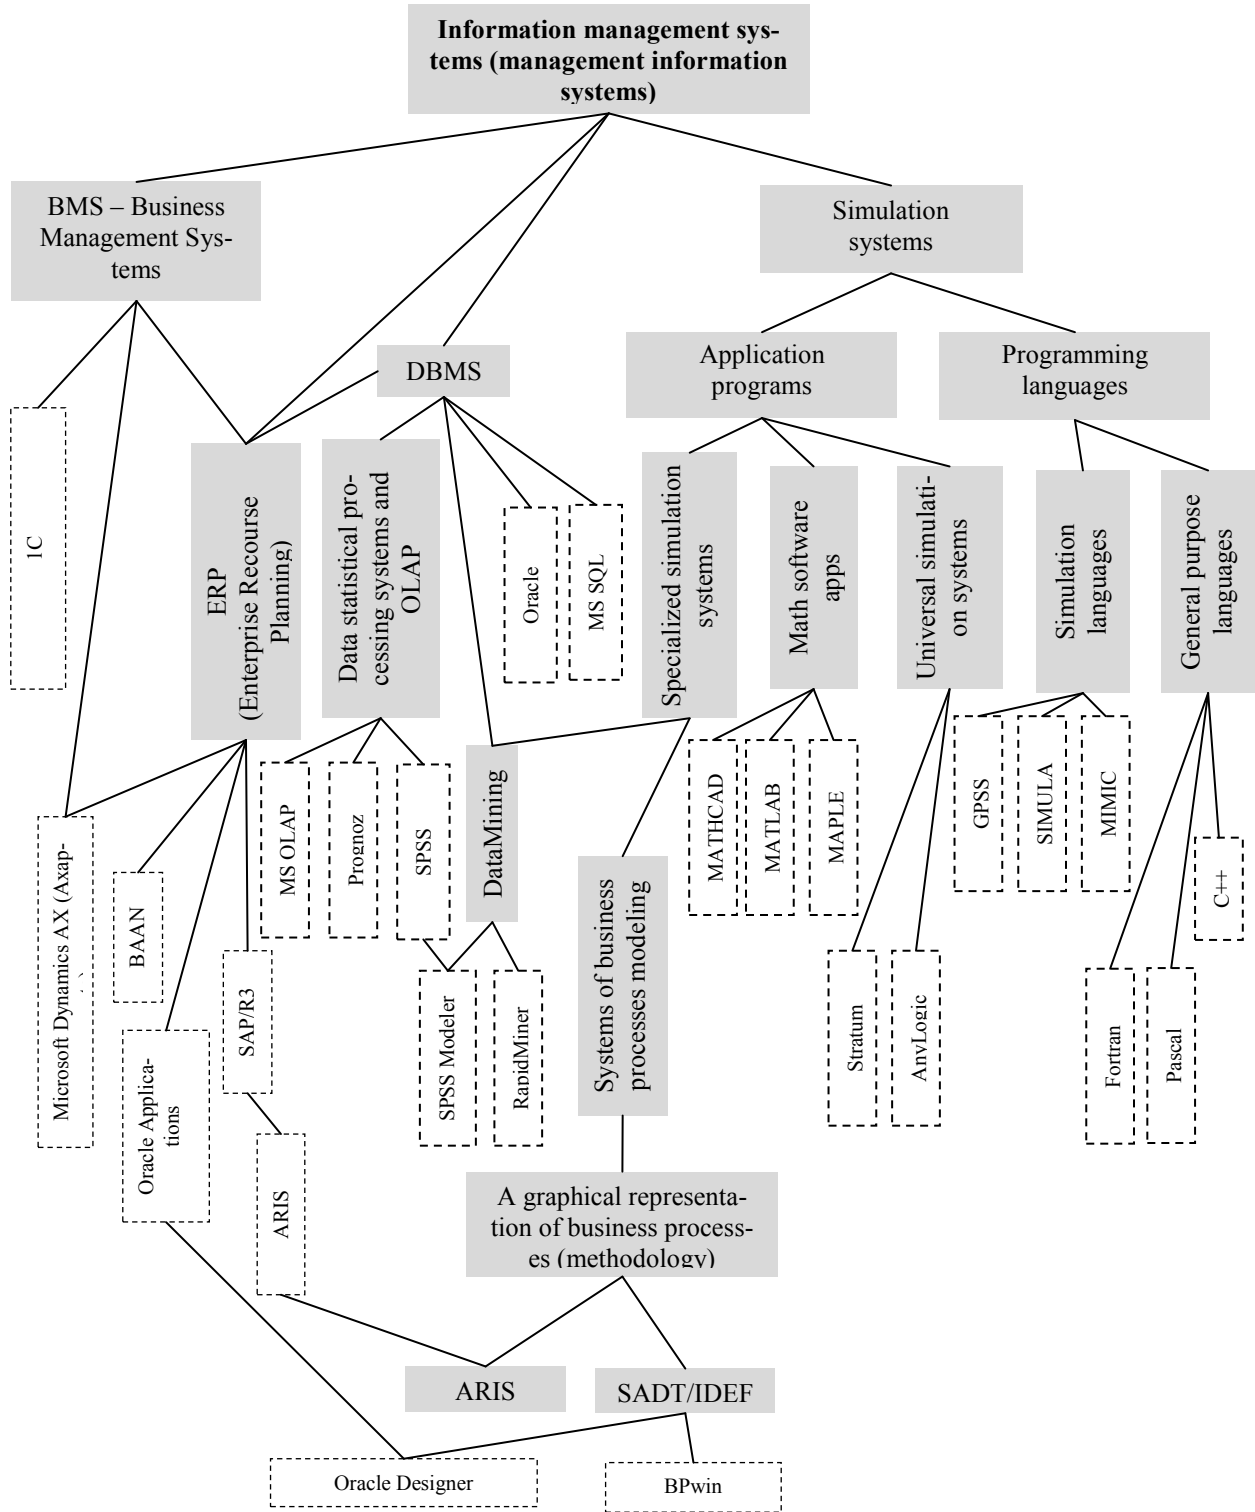 Information management sys-
tems (management information
systems)
BMS – Business
Management Sys-
tems
Simulation
systems
DBMS
Application
programs
Programming
languages
1C
ERP
(Enterprise Recourse
Planning)
Data statistical pro-
cessing systems and
OLAP
Oracle
MS SQL
Specialized simulation
systems
Math software
apps
Universal simulati-
on systems
Simulation
languages
General purpose
languages
Microsoft Dynamics AX (Axap-
BAAN
Oracle Applica-
tions
SAP/R3
ARIS
MS OLAP
Prognoz
SPSS
DataMining
SPSS Modeler
RapidMiner
Systems of business
processes modeling
MATHCAD
MATLAB
MAPLE
Stratum
AnyLogic
GPSS
SIMULA
MIMIC
Fortran
Pascal
C++
A graphical representa-
tion of business process-
es (methodology)
ARIS
SADT/IDEF
Oracle Designer
BPwin